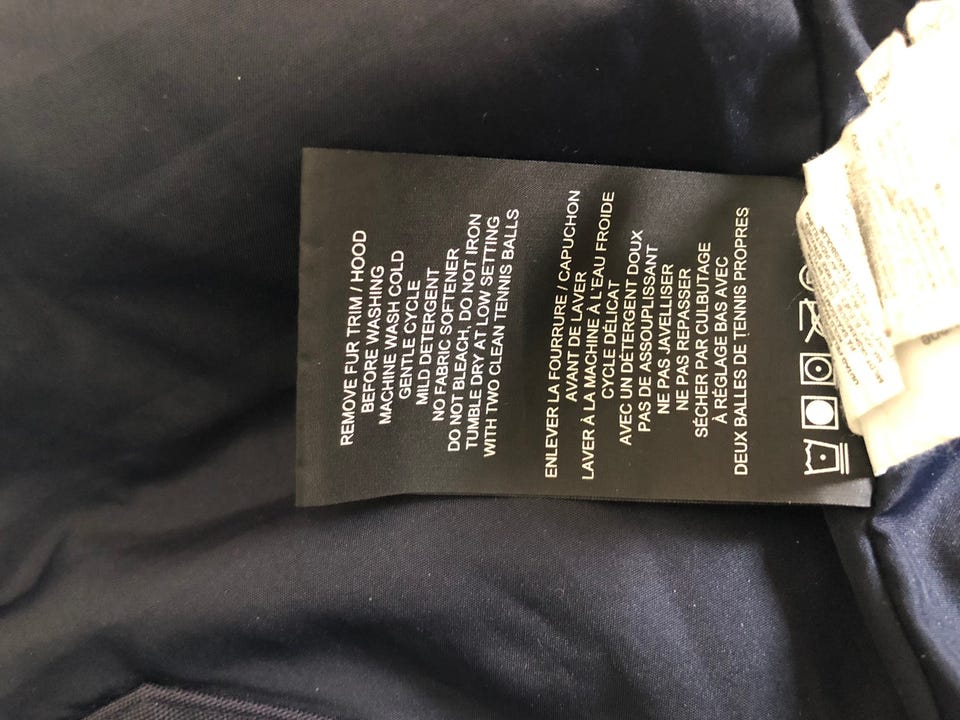 REMOVE FUR TRIM / HOOD
BEFORE WASHING
MACHINE WASH COLD
GENTLE CYCLE
MILD DETERGENT
NO FABRIC SOFTENER
DO NOT BLEACH, DO NOT IRON
TUMBLE DRY AT LOW SETTING
WITH TWO CLEAN TENNIS BALLS
ENLEVER LA FOURRURE / CAPUCHON
AVANT DE LAVER
LAVER À LA MACHINE À L'EAU FROIDE
CYCLE DÉLICAT
AVEC UN DÉTERGENT DOUX
PAS DE ASSOUPLISSANT
NE PAS JAVELLISER
NE PAS REPASSER
SÉCHER PAR CULBUTAGE
À RÉGLAGE BAS AVEC
DEUX BALLES DE TENNIS PROPRES